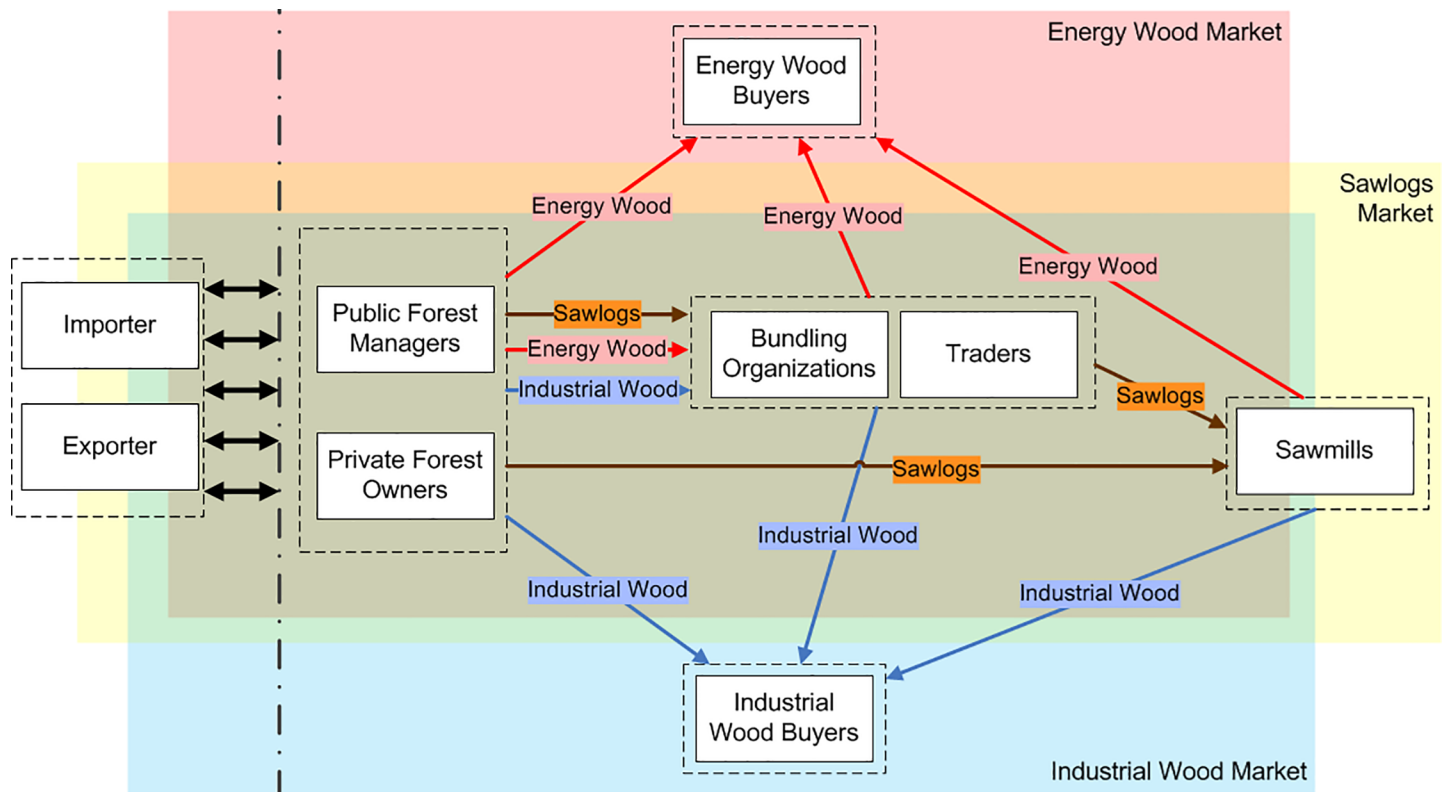 Energy Wood Market
Energy Wood
Buyers
Sawlogs
Market
Energy Wood
Energy Wood
Energy Wood
Importer
Exporter
Public Forest
Managers
Private Forest
Owners
Sawlogs
Energy Wood
Industrial Wood
Bundling
Organizations
Traders
Sawlogs
Sawmills
Sawlogs
Industrial Wood
Industrial Wood
Industrial Wood
Industrial
Wood Buyers
Industrial Wood Market